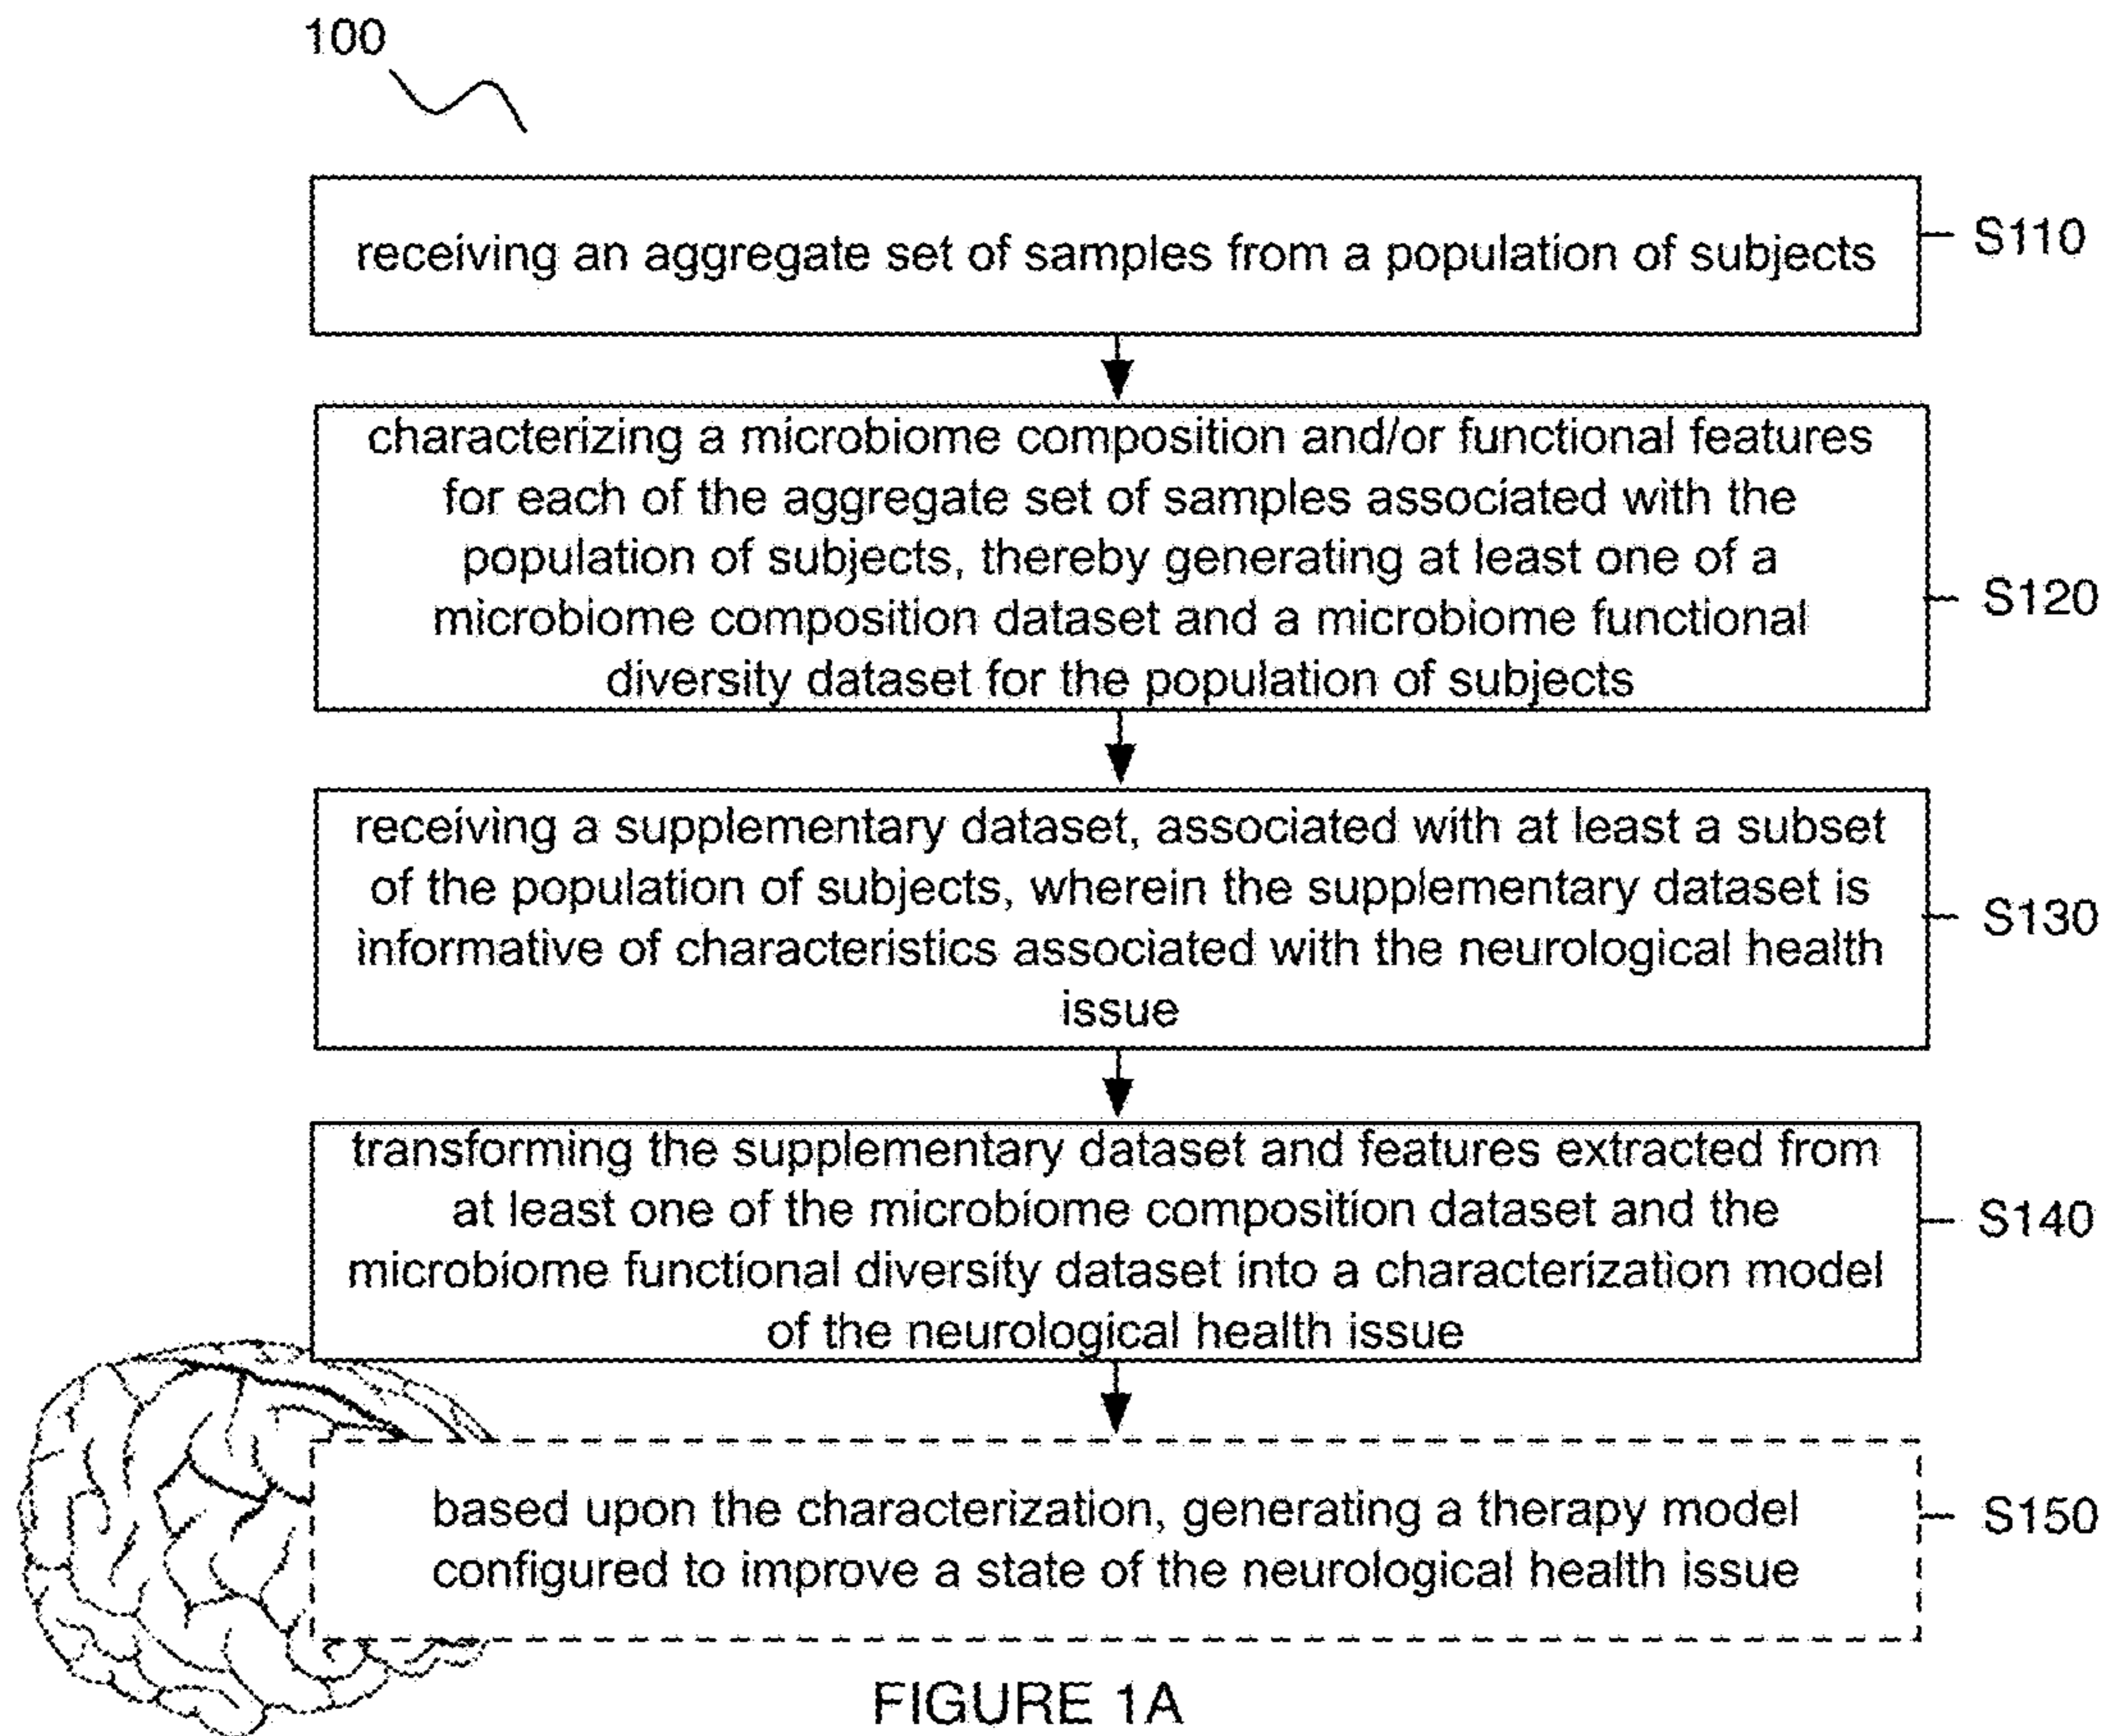 100
receiving an aggregate set of samples from a population of subjects
S110
characterizing a microbiome composition and/or functional features
for each of the aggregate set of samples associated with the
population of subjects, thereby generating at least one of a
microbiome composition dataset and a microbiome functional
diversity dataset for the population of subjects
S120
receiving a supplementary dataset, associated with at least a subset
of the population of subjects, wherein the supplementary dataset is
informative of characteristics associated with the neurological health
issue
S130
transforming the supplementary dataset and features extracted from
at least one of the microbiome composition dataset and the
microbiome functional diversity dataset into a characterization model
of the neurological health issue
S140
based upon the characterization, generating a therapy model
configured to improve a state of the neurological health issue
S150
FIGURE 1A